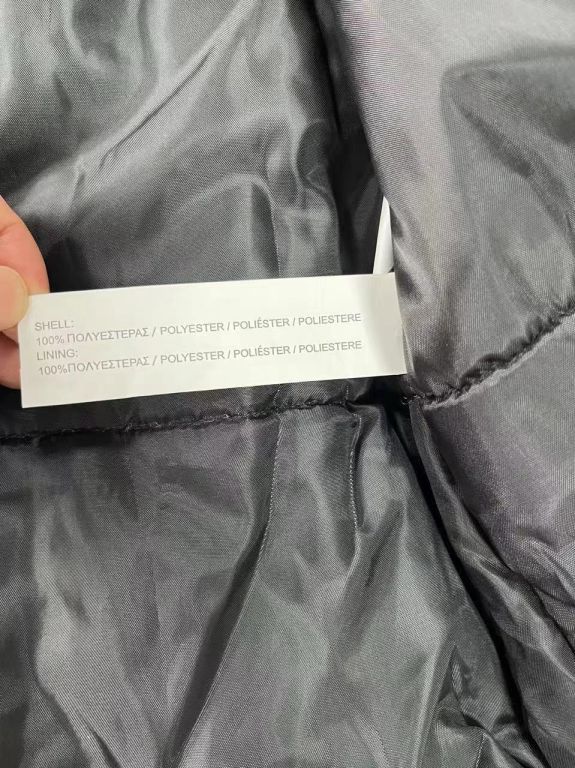 SHELL:
100% ΠΟΛΥΕΣΤΕΡΑΣ / POLYESTER / POLIÉSTER / POLIESTERE
LINING:
100%ΠΟΛΥΕΣΤΕΡΑΣ / POLYESTER / POLIÉSTER / POLIESTERE